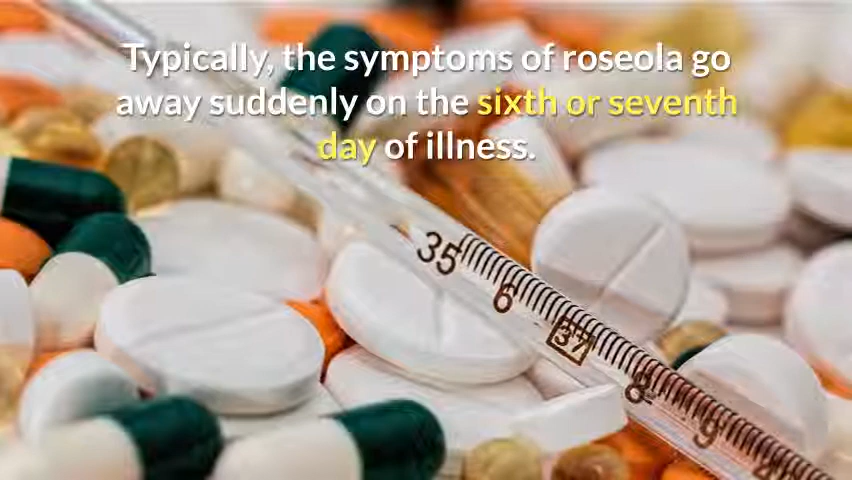 Typically, the symptoms of roseola go
away suddenly on the sixth or seventh
day of illness.
35
6
37
8
9